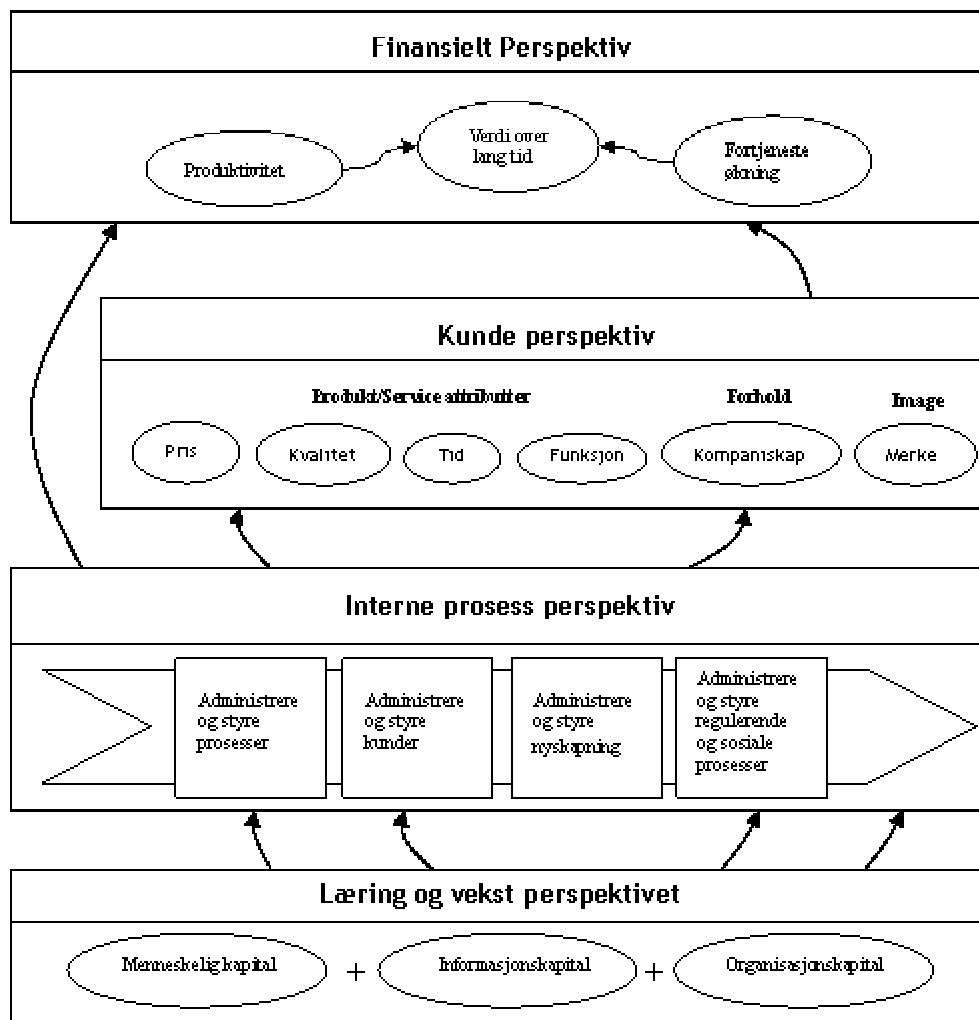 Finansielt Perspektiv
Produktivitet
Verdi over
lang tid
Fortjeneste
økning
Kunde perspektiv
Produkt/Service attributter
Forhold
Image
Pris
Kvalitet
Tid
Funksjon
Kompaniskap
Merke
Interne prosess perspektiv
Administrere
og styre
prosesser
Administrere
og styre
kunder
Administrere
og styre
nyskapning
Administrere
og styre
regulerende
og sosiale
prosesser
Læring og vekst perspektivet
Menneskelig kapital
+
Informasjonskapital
+
Organisasjonskapital